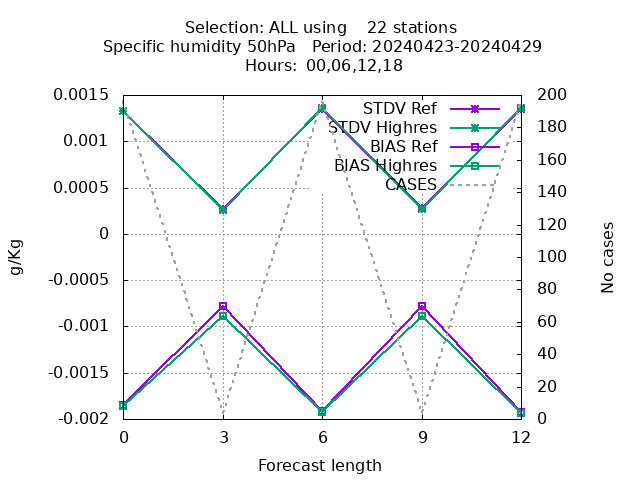 Selection: ALL using    22 stations
Specific humidity 50hPa   Period: 20240423-20240429
Hours:  00,06,12,18
STDV Ref
STDV Highres
BIAS Ref
BIAS Highres
CASES
0.0015
0.001
0.0005
0
-0.0005
-0.001
-0.0015
-0.002
200
180
160
140
120
100
80
60
40
20
0
g/Kg
No cases
0 3 6 9 12
Forecast length